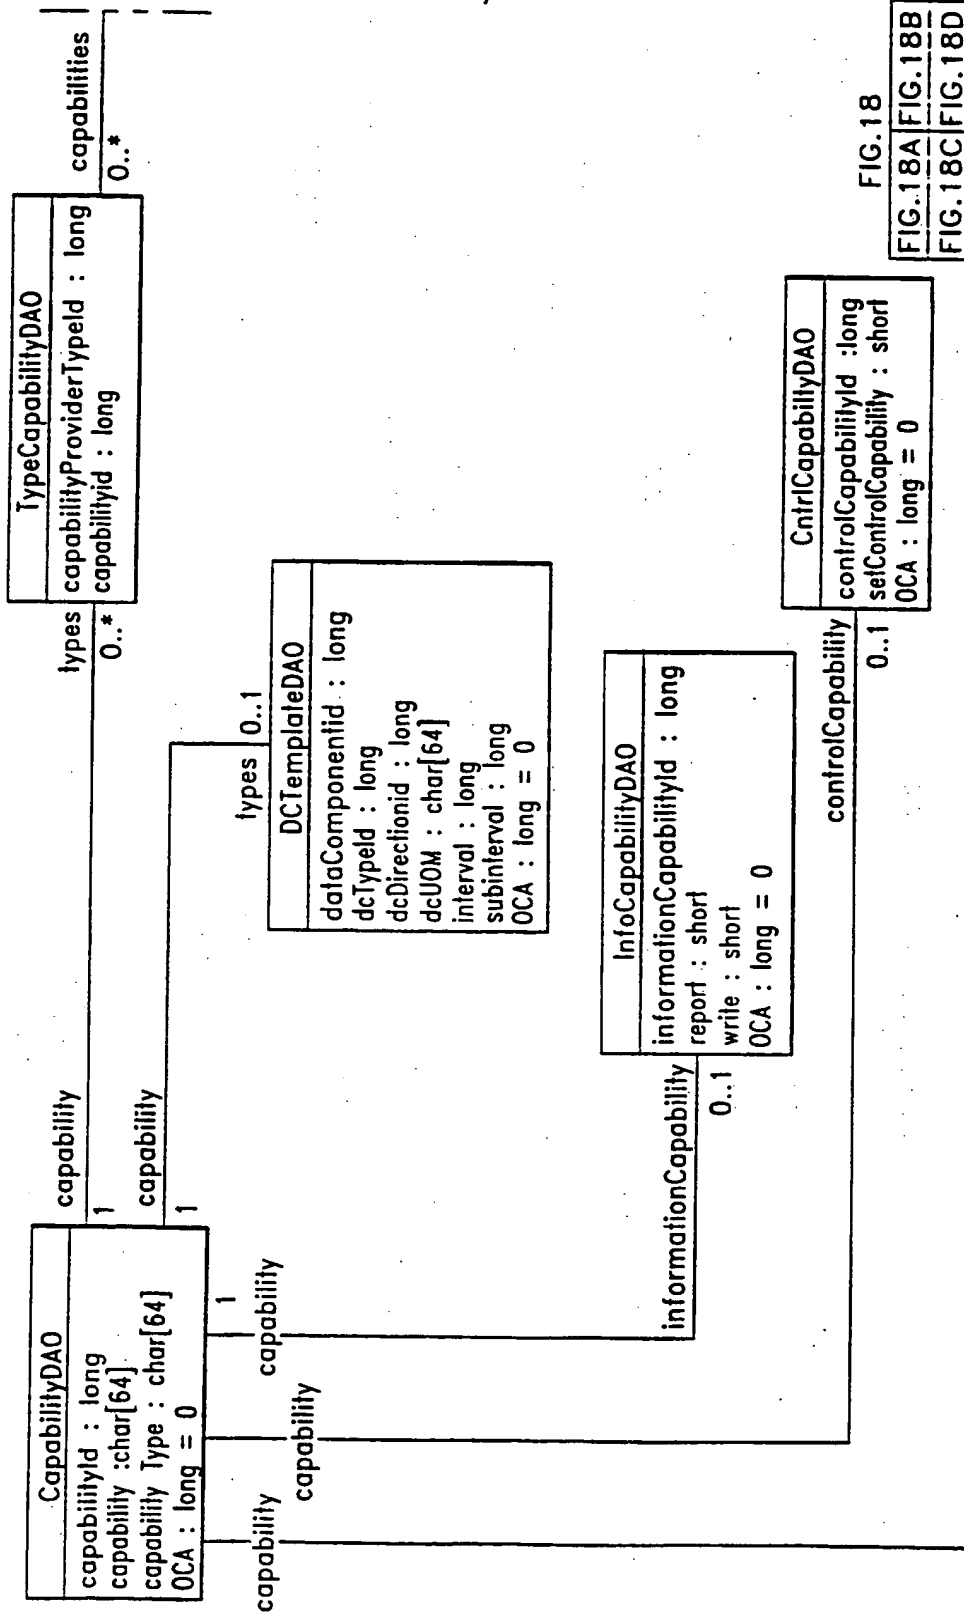 CapabilityDAO
capabilityId : long
capability :char[64]
capability Type : char[64]
OCA : long = 0
capability
1
types
0..*
TypeCapabilityDAO
capabilityProviderTypeId : long
capabilityid : long
capabilities
0..*
capability
1
types
0..1
DCTemplateDAO
dataComponentid : long
dcTypeId : long
dcDirectionid : long
dcUOM : char[64]
interval : long
subinterval : long
OCA : long = 0
1
capability
informationCapability
0..1
InfoCapabilityDAO
informationCapabilityId : long
report : short
write : short
OCA : long = 0
capability
controlCapability
0..1
CntrlCapabiltyDAO
controlCapabilityId :long
setControlCapability : short
OCA : long = 0
capability
FIG.18
FIG.18A FIG.18B
FIG.18C FIG.18D